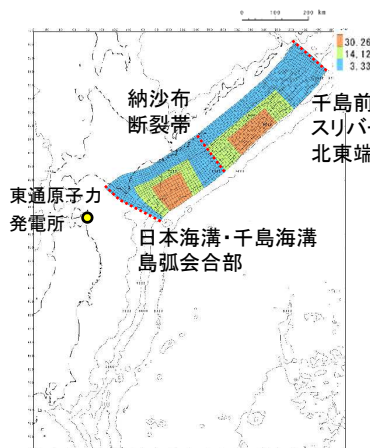 0 100 200 km
30.26
14.12
3.33
納沙布
断裂帯
千島前
スリバー
北東端
東通原子力
発電所
日本海溝・千島海溝
島弧会合部